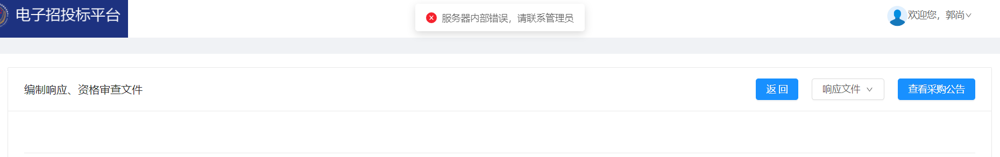 电子招投标平台
服务器内部错误，请联系管理员
欢迎您，郭尚
编制响应、资格审查文件
返 回
响应文件
查看采购公告